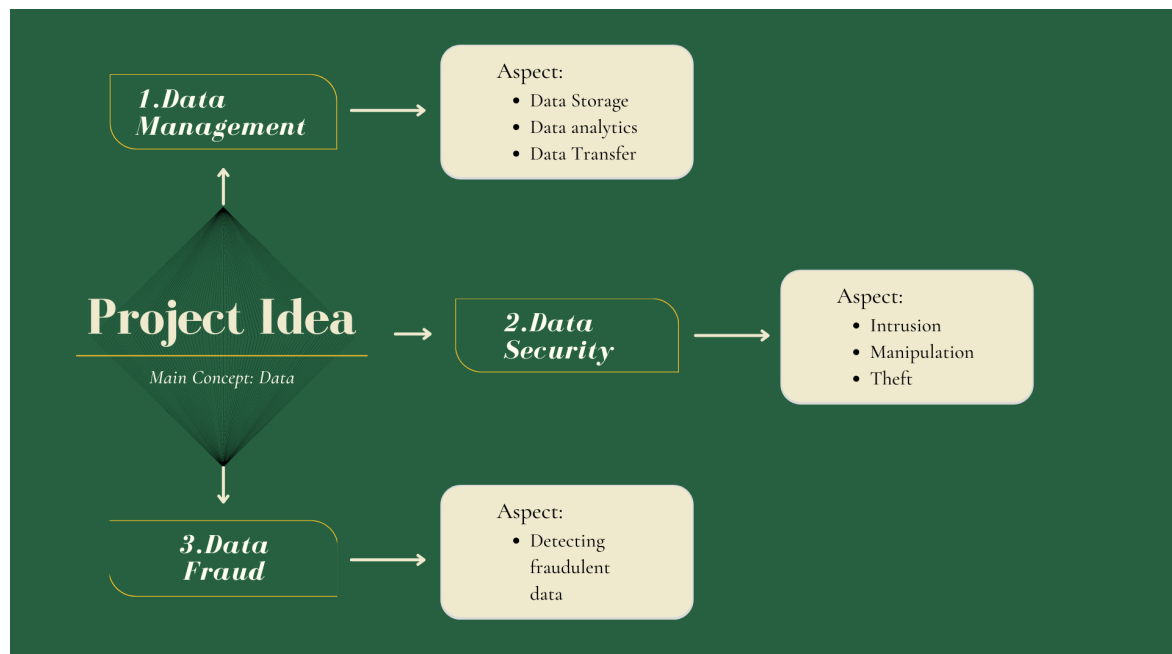 1.Data
Management
Aspect:
• Data Storage
• Data analytics
• Data Transfer
Project Idea
Main Concept: Data
2.Data
Security
Aspect:
• Intrusion
• Manipulation
• Theft
3.Data
Fraud
Aspect:
• Detecting
fraudulent
data